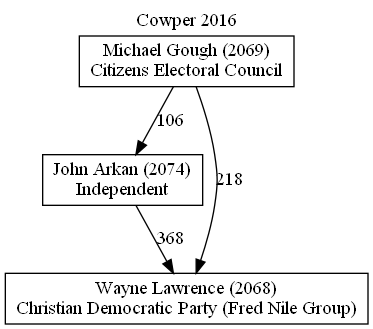 Cowper 2016
Michael Gough (2069)
Citizens Electoral Council
106
John Arkan (2074)
Independent
218
368
Wayne Lawrence (2068)
Christian Democratic Party (Fred Nile Group)